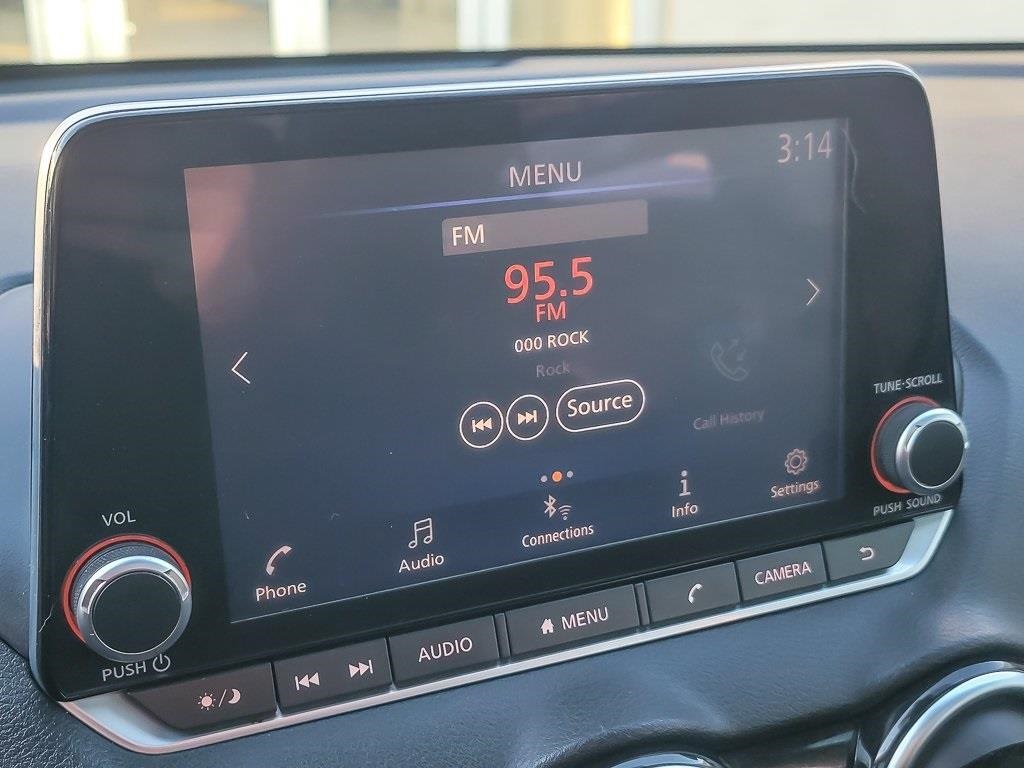 MENU
3:14
FM
95.5
FM
000 ROCK
Rock
Source
Call History
Phone
Audio
Connections
Info
Settings
VOL
PUSH
TUNE·SCROLL
PUSH SOUND
AUDIO
MENU
CAMERA